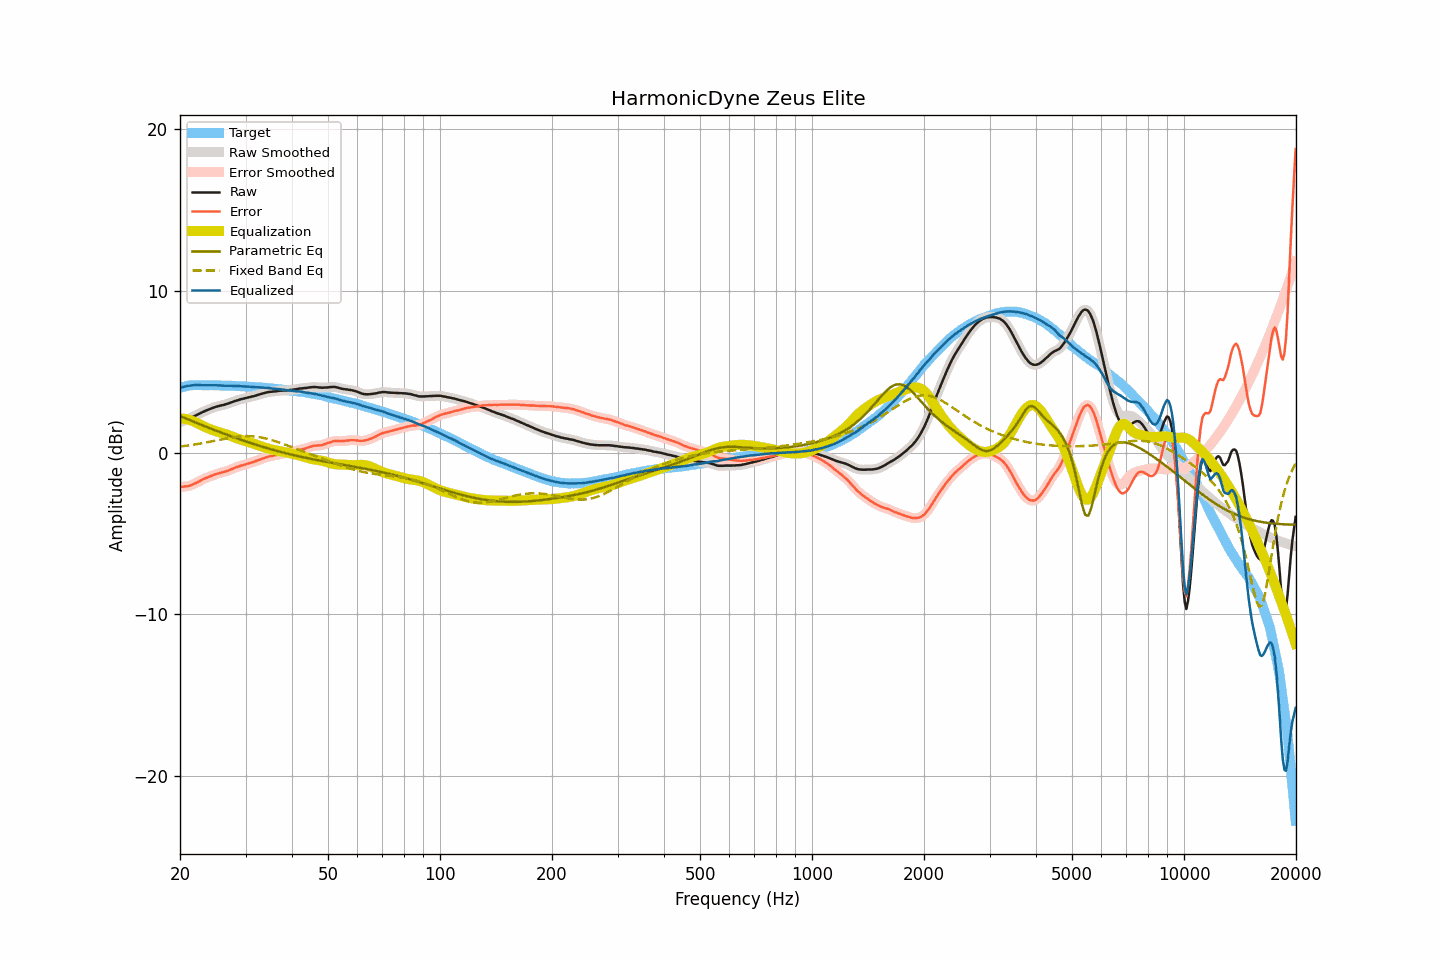 HarmonicDyne Zeus Elite
Target
Raw Smoothed
Error Smoothed
Raw
Error
Equalization
Parametric Eq
Fixed Band Eq
Equalized
20
10
0
−10
−20
Amplitude (dBr)
20 50 100 200 500 1000 2000 5000 10000 20000
Frequency (Hz)